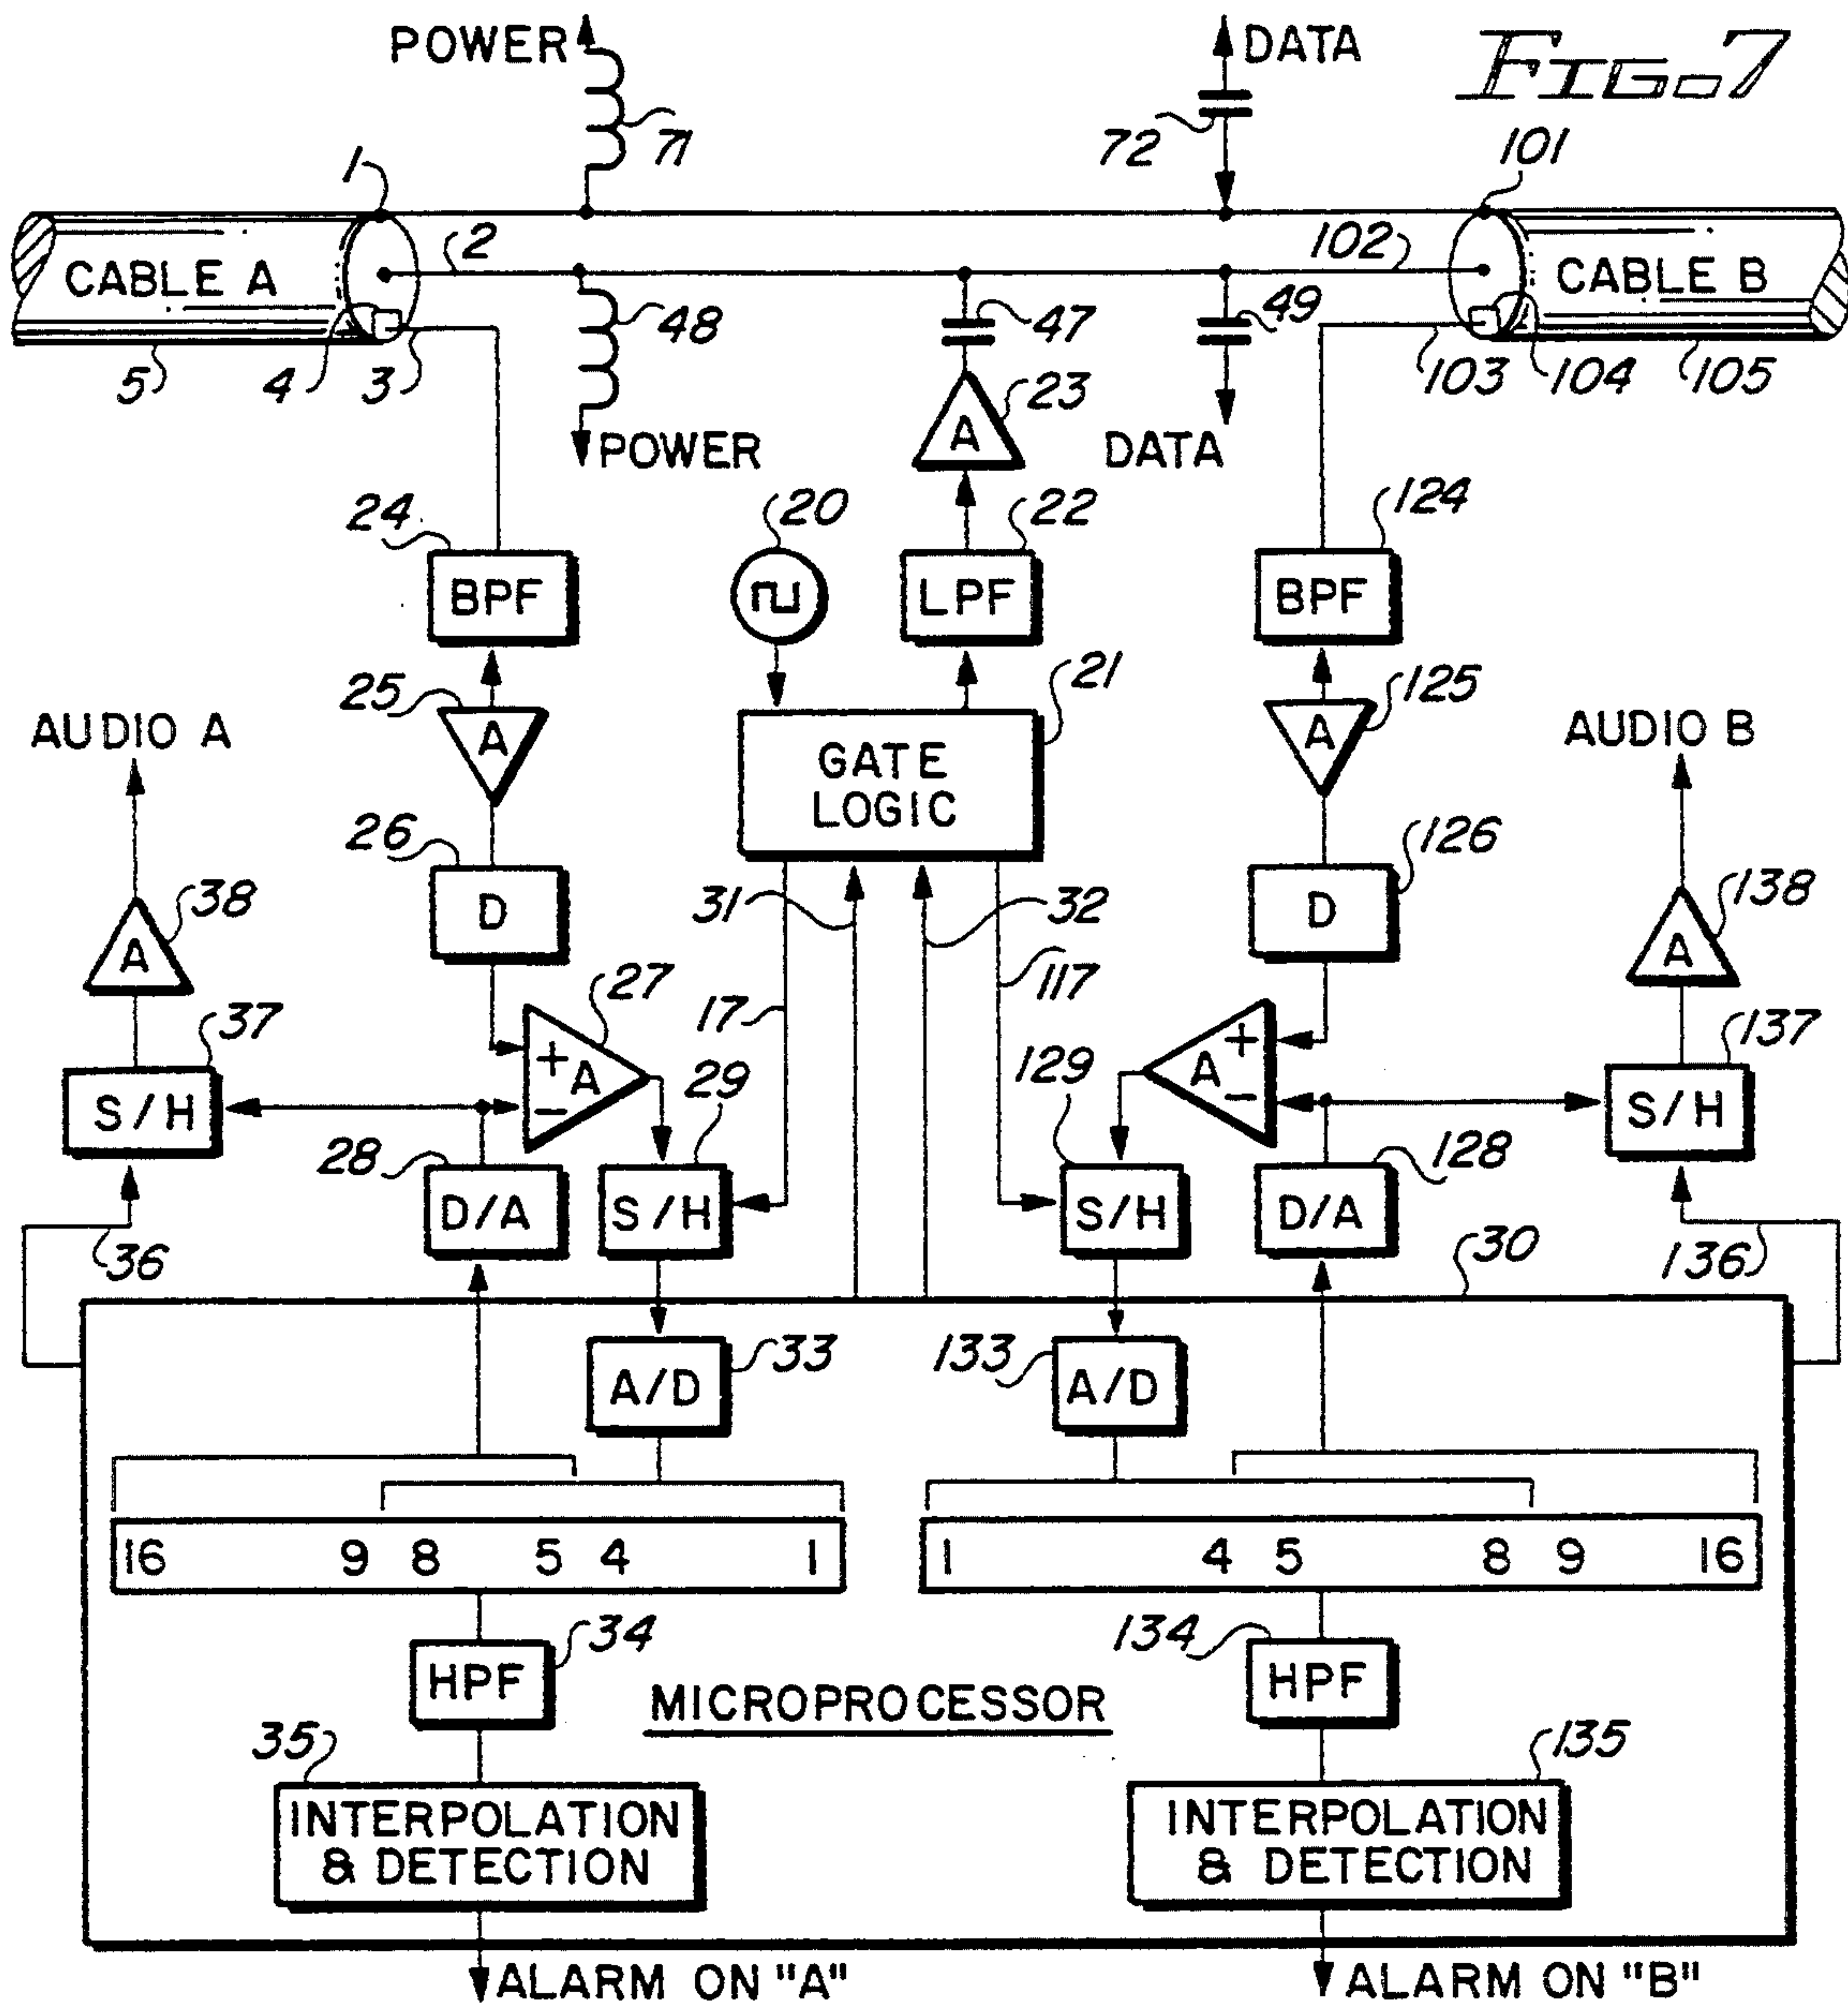 POWER
DATA
FIG. 7
71
72
1
101
2
102
CABLE A
CABLE B
48
47
49
5
4
3
23
103
104
105
A
POWER
DATA
24
20
22
124
BPF
LPF
BPF
25
21
125
AUDIO A
A
GATE
LOGIC
A
AUDIO B
26
126
D
31
32
D
38
138
A
A
27
17
117
37
+
A
-
29
129
A
+
-
137
S/H
S/H
28
128
D/A
S/H
S/H
D/A
36
30
136
33
133
A/D
A/D
16 9 8 5 4 1
1 4 5 8 9 16
34
134
HPF
HPF
MICROPROCESSOR
35
135
INTERPOLATION
& DETECTION
INTERPOLATION
& DETECTION
ALARM ON "A"
ALARM ON "B"